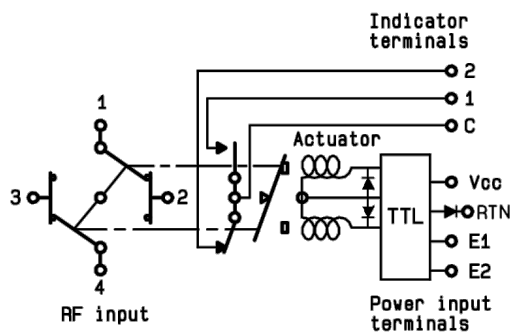 Indicator
terminals
2
1
C
1
Actuator
3
2
TTL
Vcc
RTN
E1
E2
4
RF input
Power input
terminals